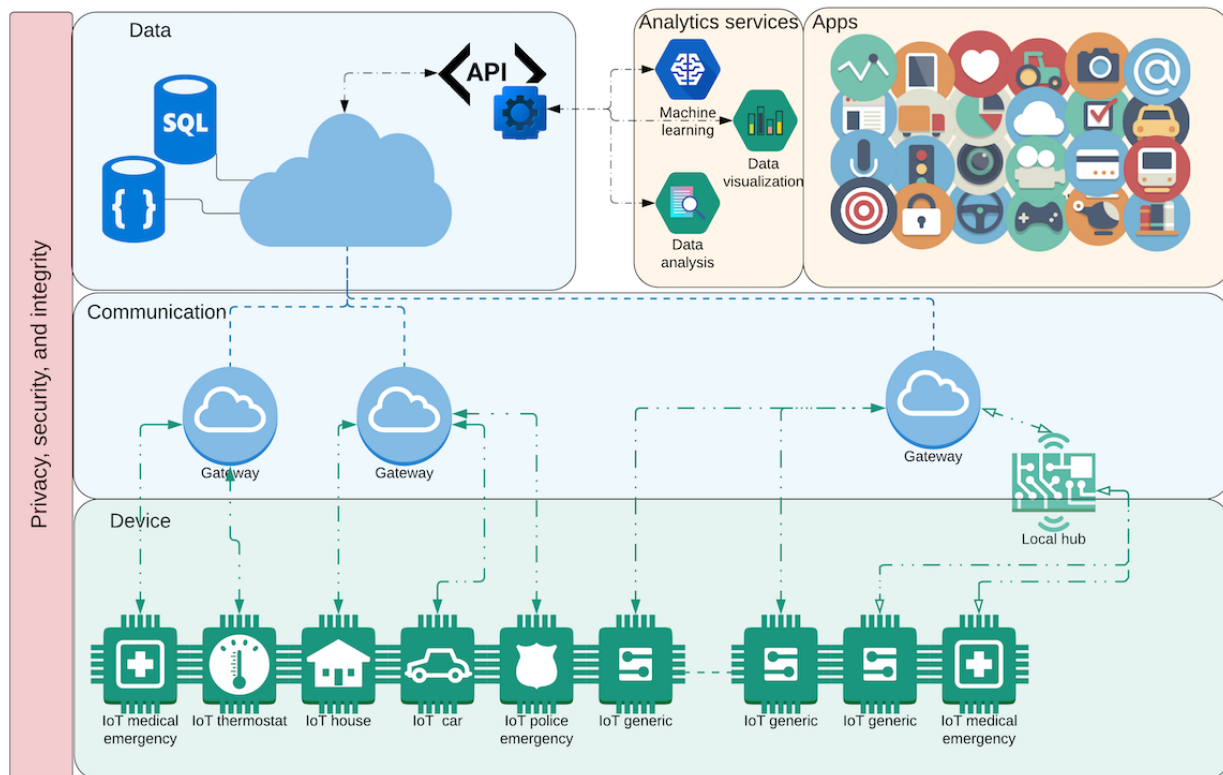 Data
Analytics services
Apps
API
SQL
{ }
Machine
learning
Data
visualization
Data
analysis
@
Privacy, security, and integrity
Communication
Gateway
Gateway
Gateway
Device
Local hub
IoT medical
emergency
IoT thermostat
IoT house
IoT car
IoT police
emergency
IoT generic
IoT generic
IoT generic
IoT medical
emergency